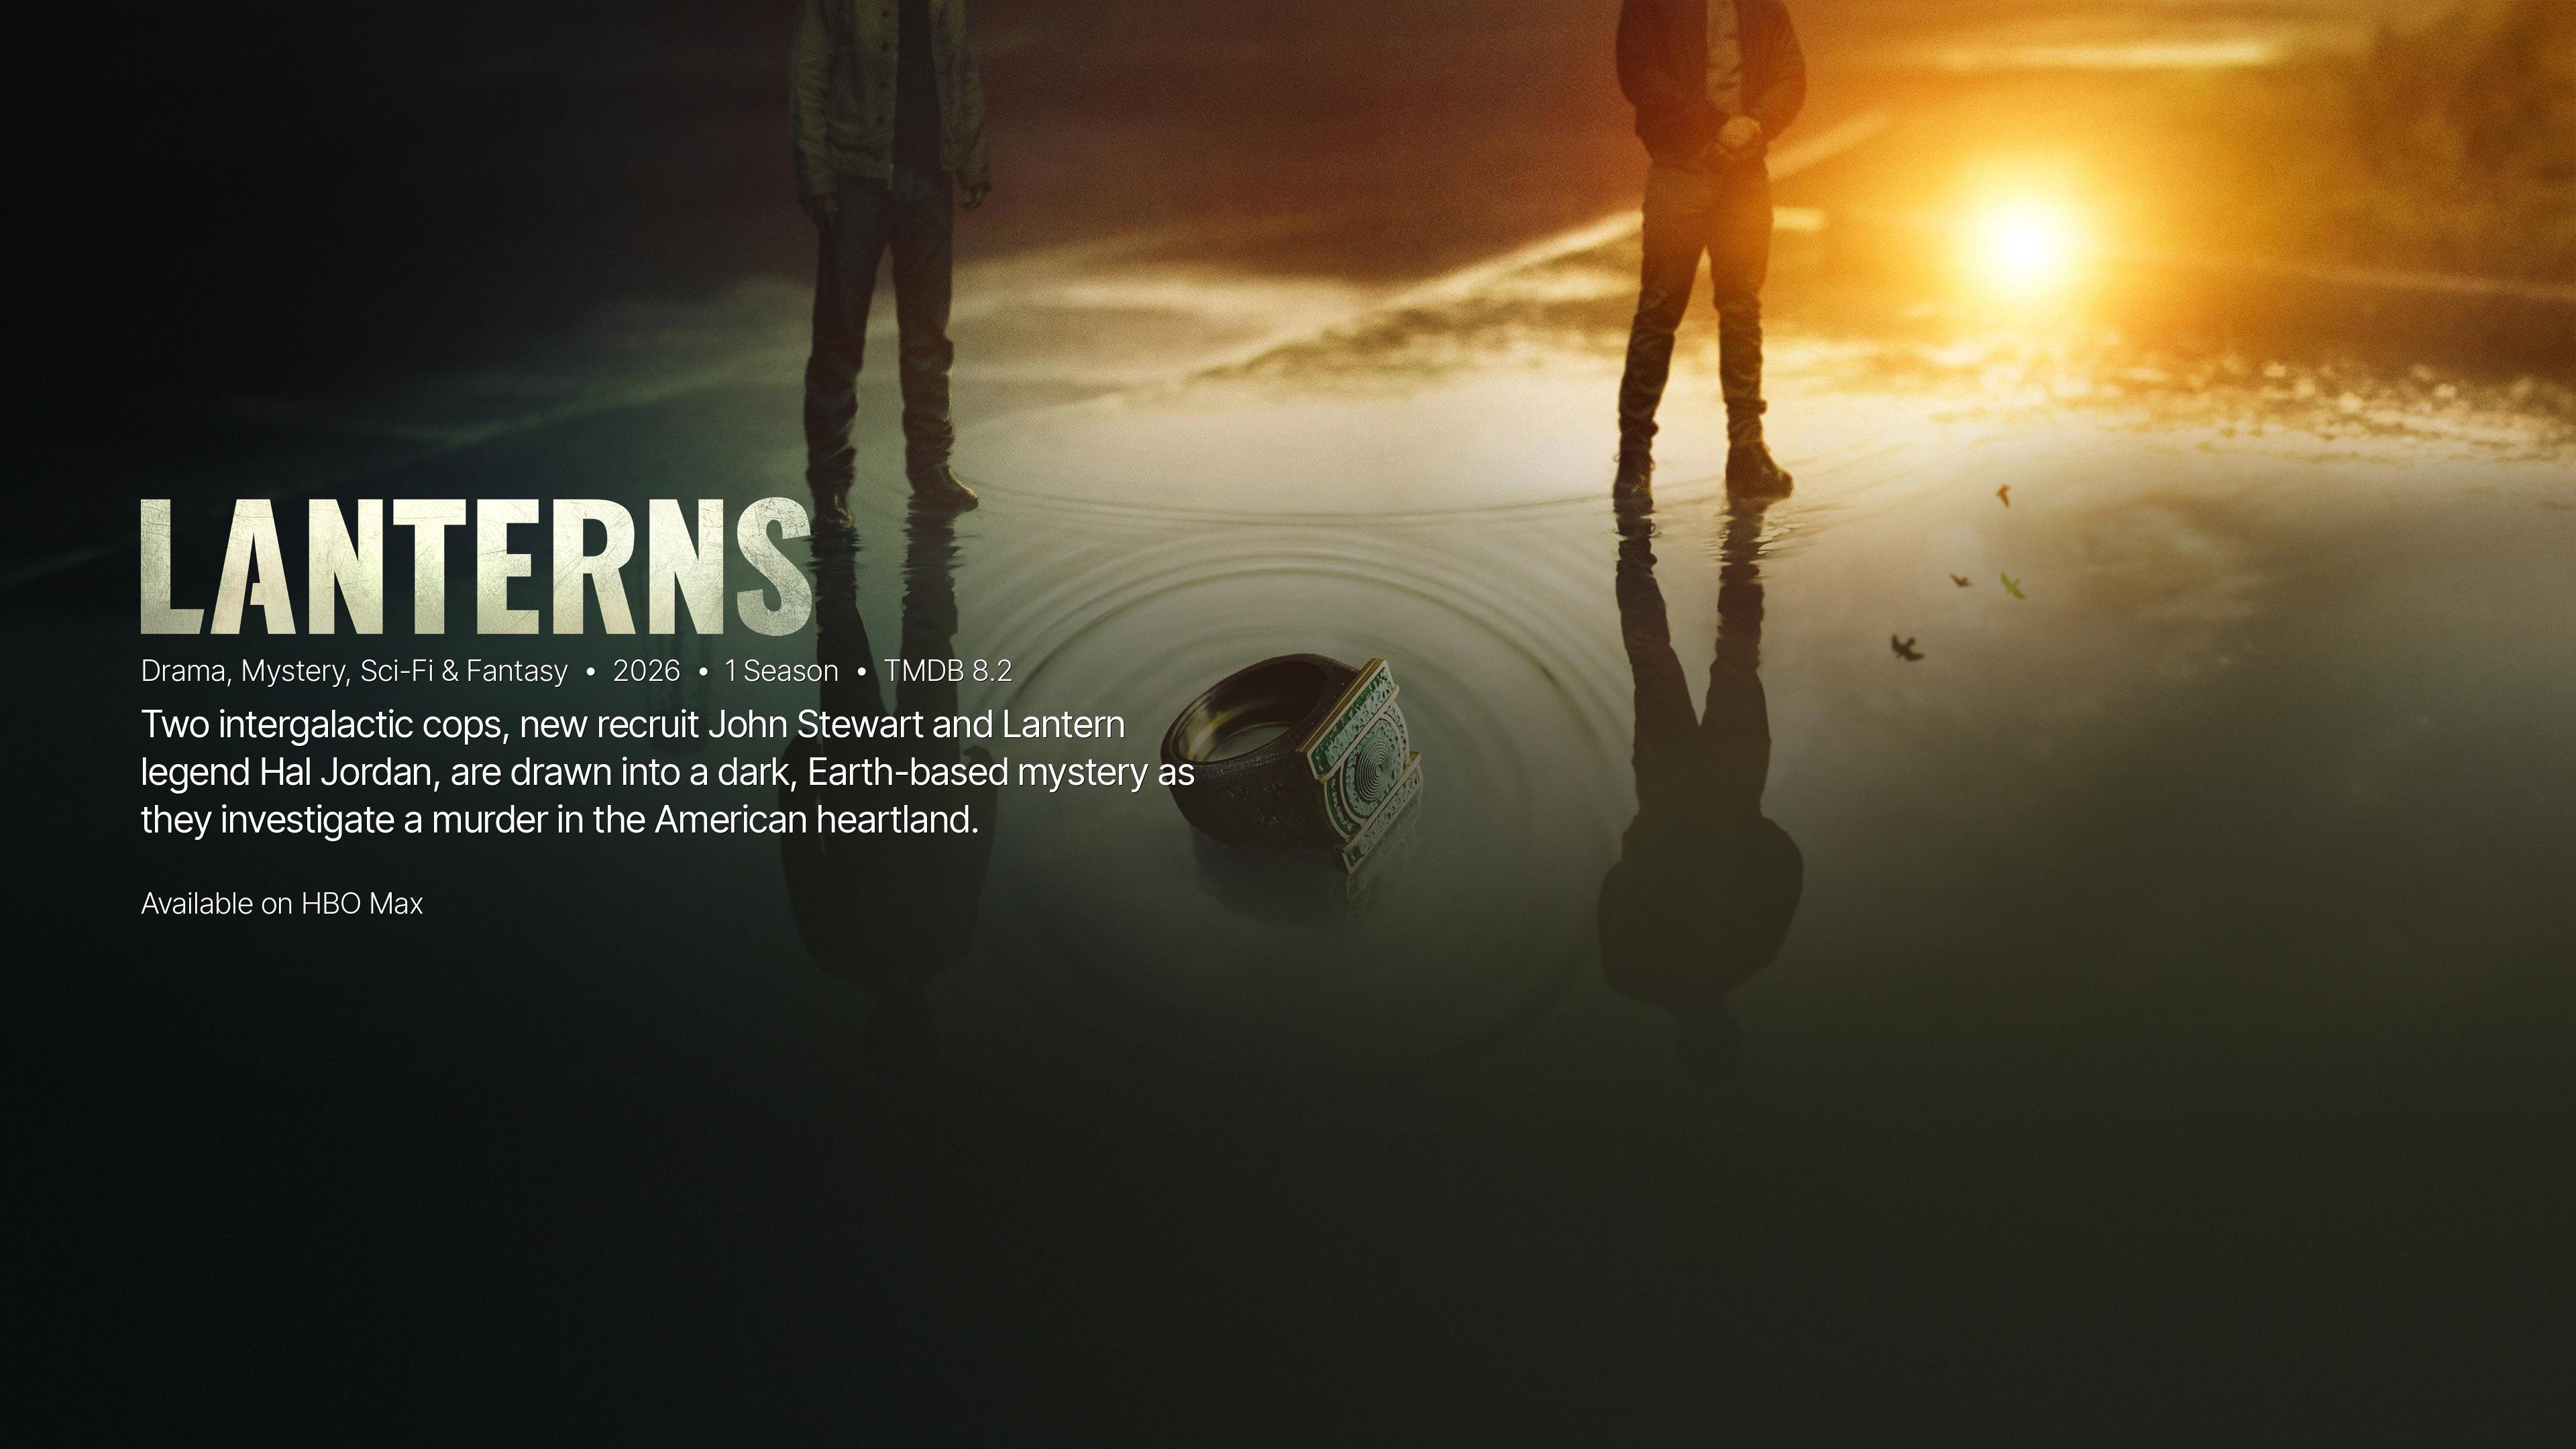 LANTERNS
Drama, Mystery, Sci-Fi & Fantasy • 2026 • 1 Season • TMDB 8.2
Two intergalactic cops, new recruit John Stewart and Lantern
legend Hal Jordan, are drawn into a dark, Earth-based mystery as
they investigate a murder in the American heartland.
Available on HBO Max